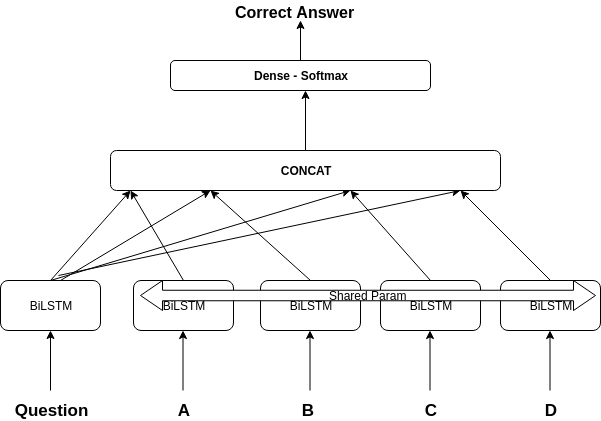 Correct Answer
Dense - Softmax
CONCAT
BiLSTM
BiLSTM
BiLSTM
BiLSTM
BiLSTM
Shared Param
Question
A
B
C
D